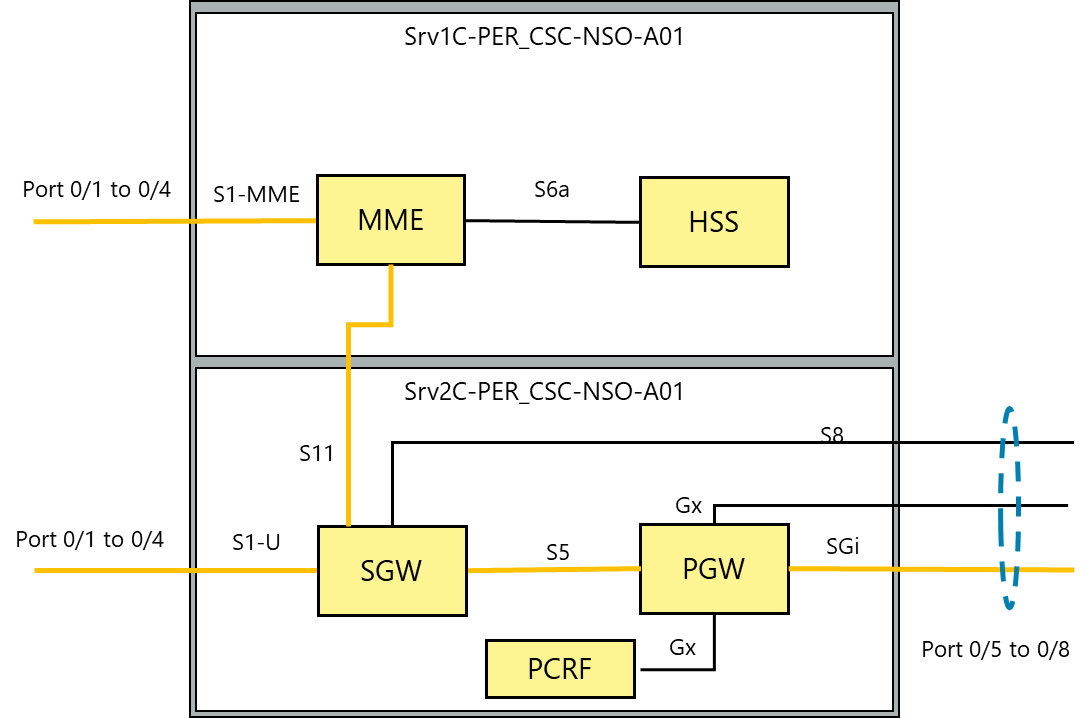 Srv1C-PER_CSC-NSO-A01
Port 0/1 to 0/4
S1-MME
MME
S6a
HSS
Srv2C-PER_CSC-NSO-A01
S11
S8
Port 0/1 to 0/4
S1-U
SGW
S5
Gx
PGW
SGi
Gx
PCRF
Port 0/5 to 0/8